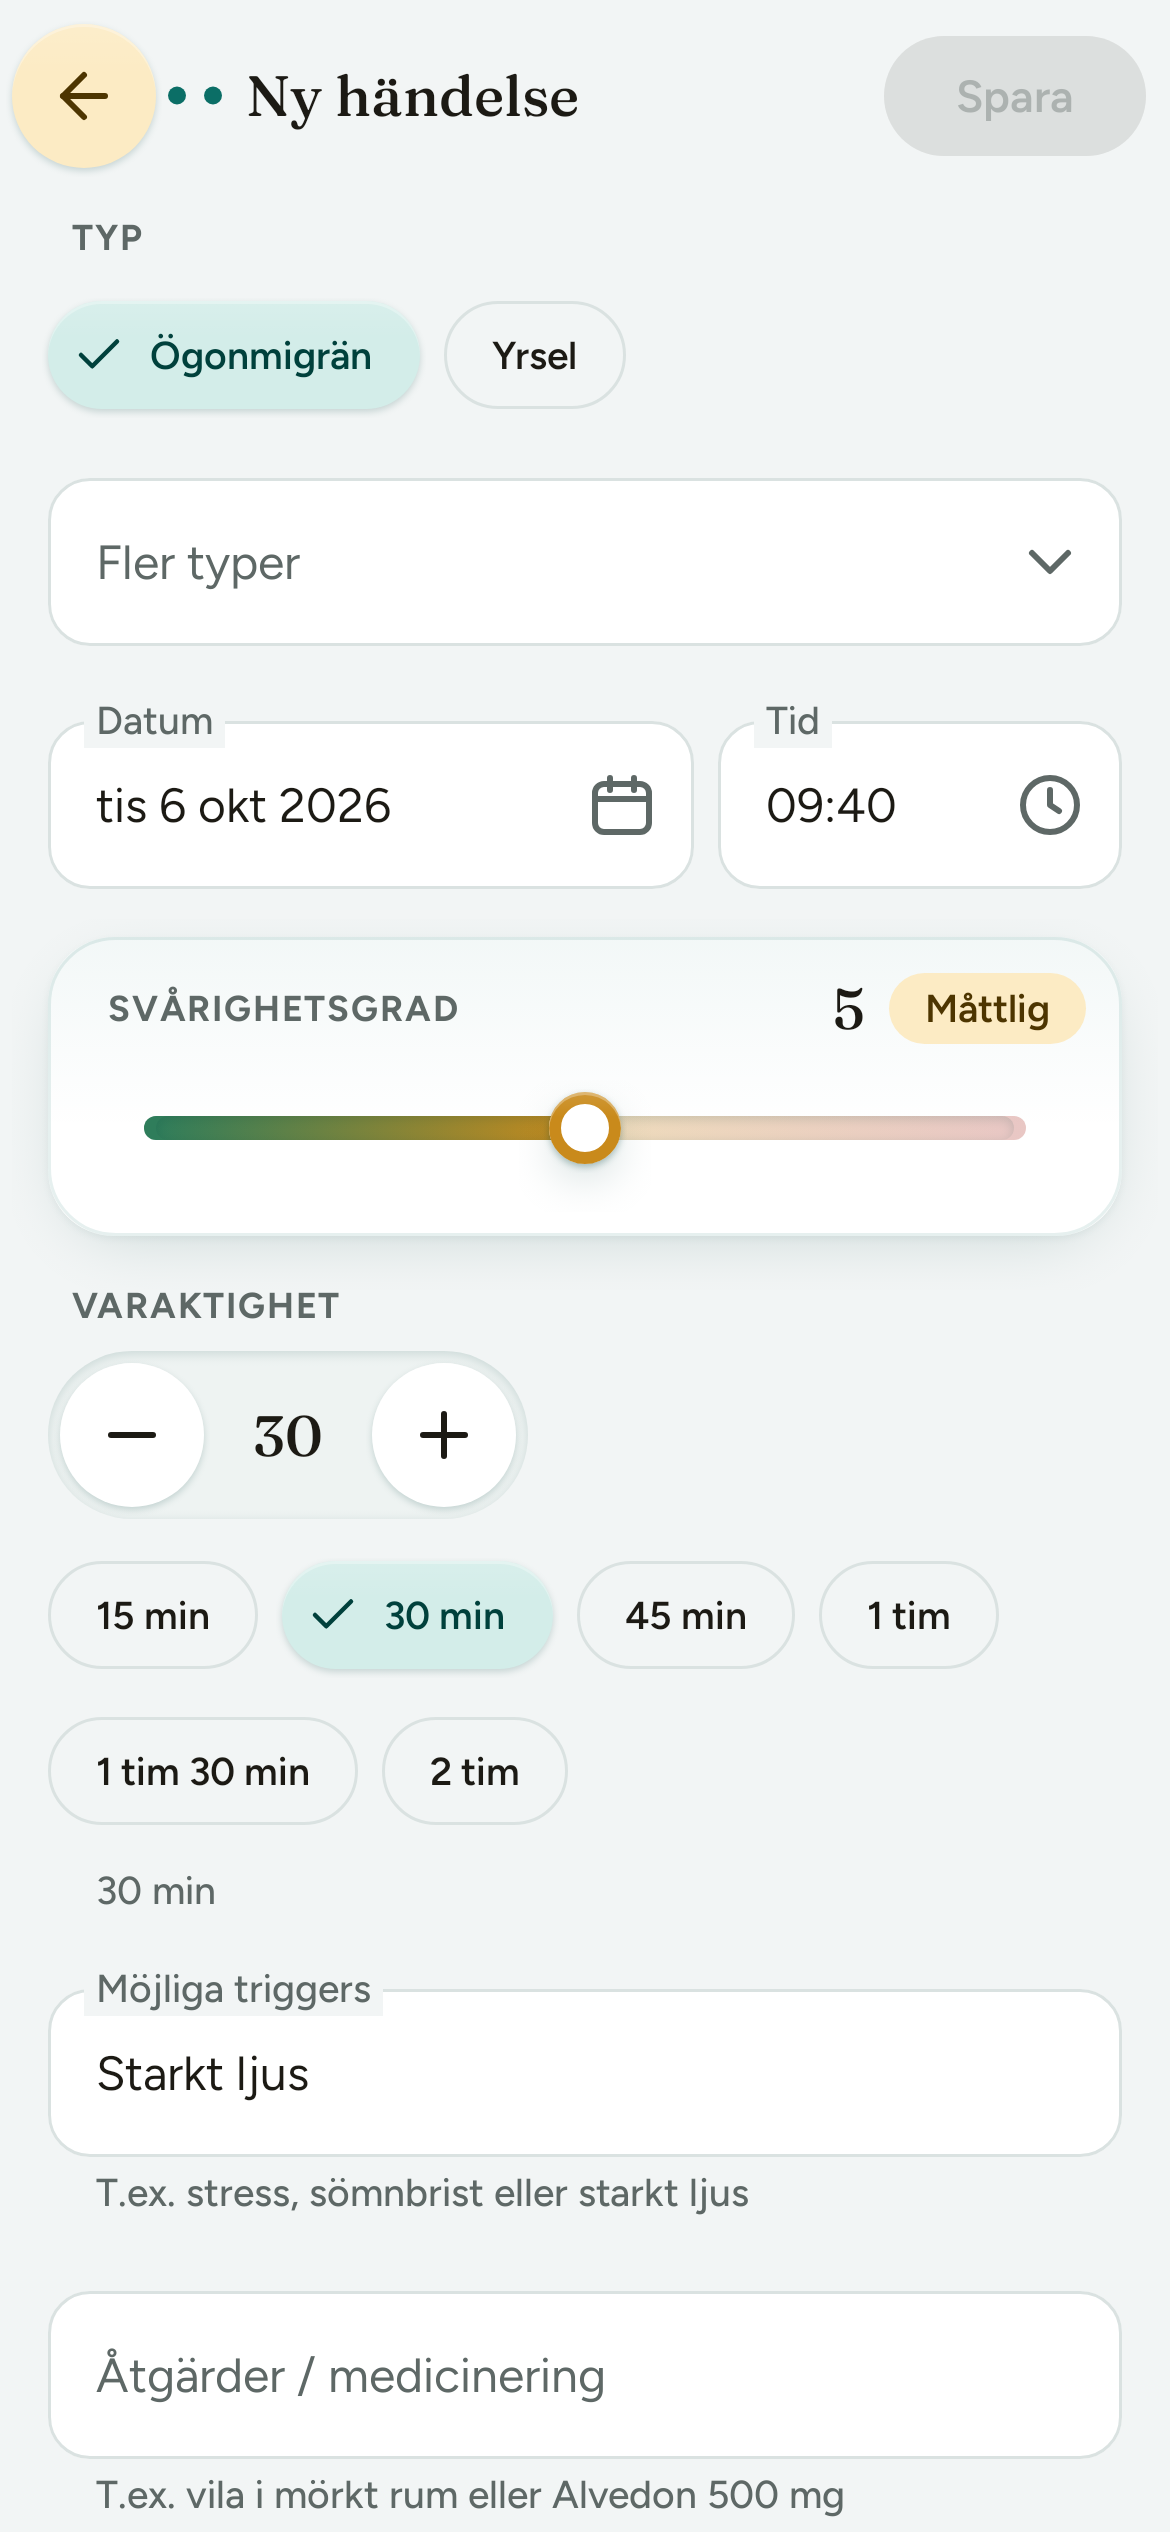 Ny händelse
Spara
TYP
Ögonmigrän
Yrsel
Fler typer
Datum
Tid
tis 6 okt 2026
09:40
SVÅRIGHETSGRAD
5
Måttlig
VARAKTIGHET
30
15 min
30 min
45 min
1 tim
1 tim 30 min
2 tim
30 min
Möjliga triggers
Starkt ljus
T.ex. stress, sömnbrist eller starkt ljus
Åtgärder / medicinering
T.ex. vila i mörkt rum eller Alvedon 500 mg